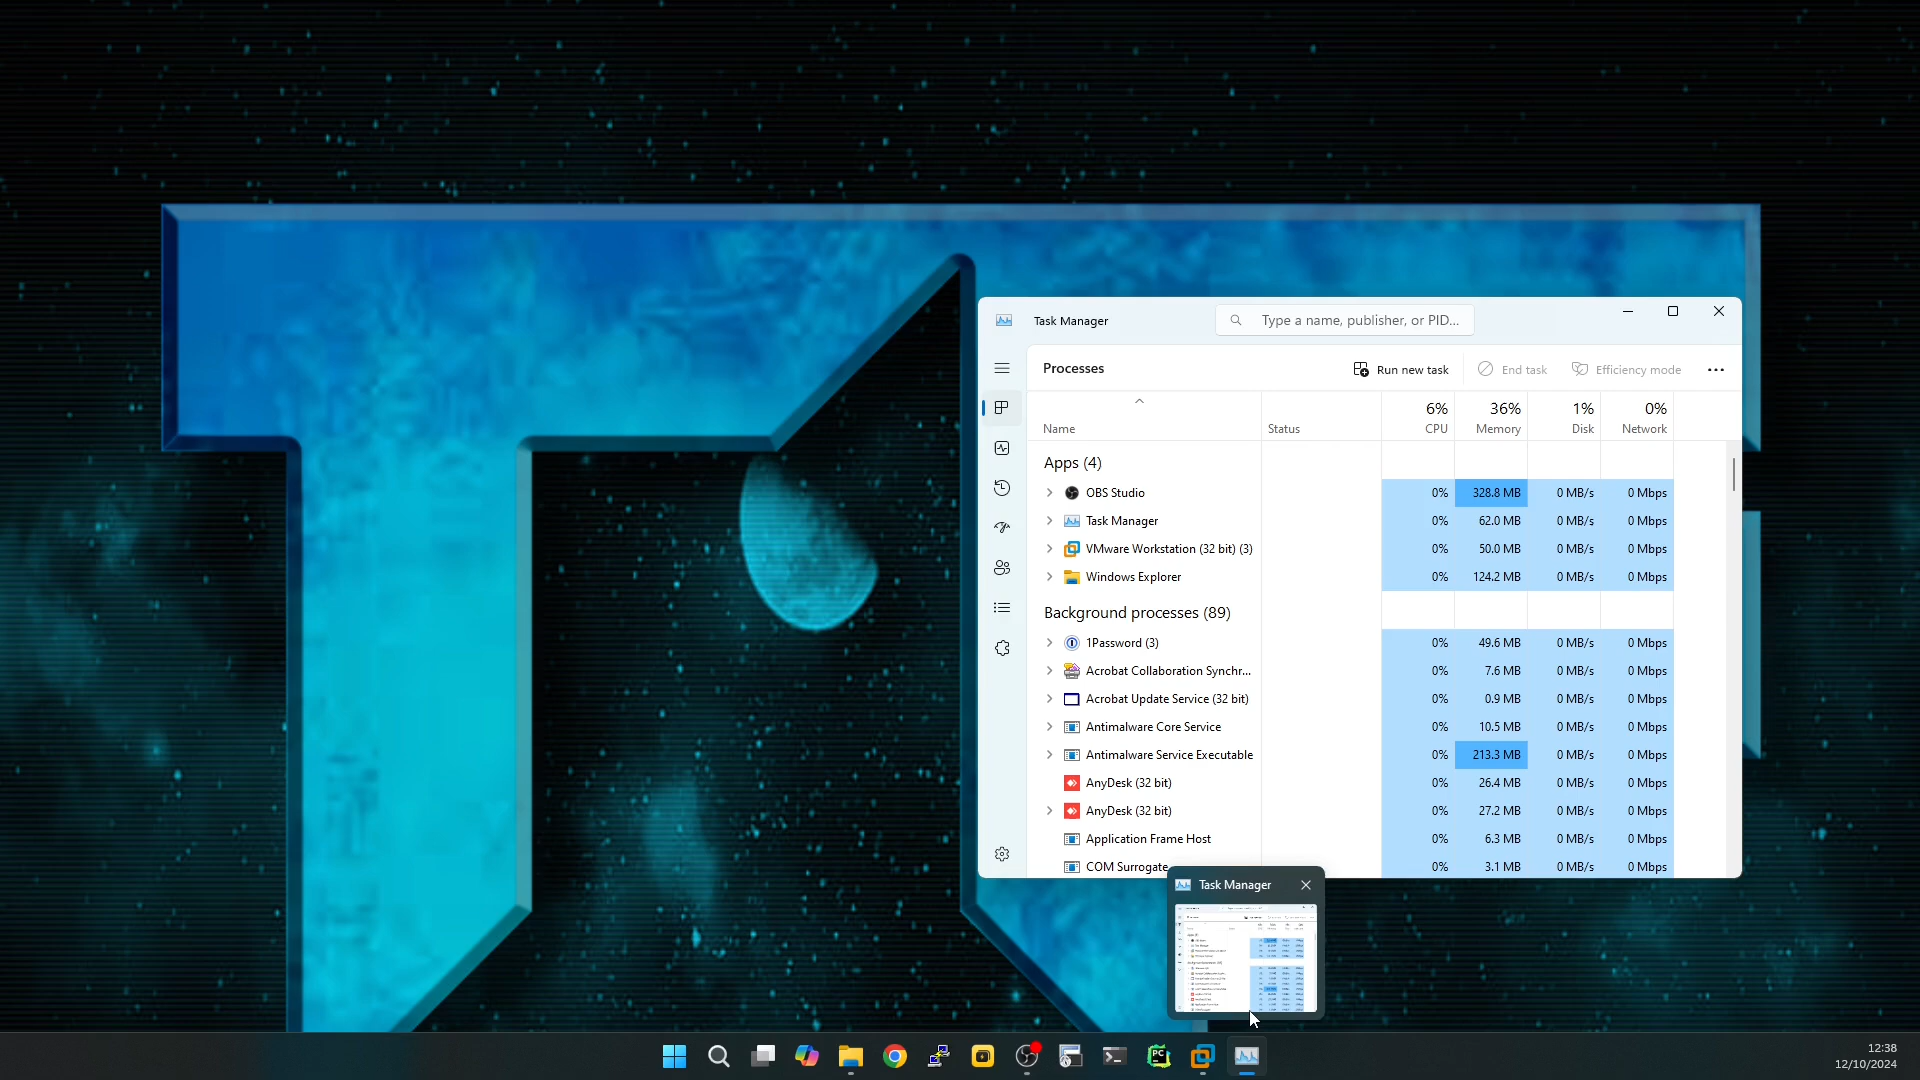 Task Manager
Type a name, publisher, or PID...
Processes
Run new task
End task
Efficiency mode
6% 36% 1% 0%
Name Status CPU Memory Disk Network
Apps (4)
OBS Studio 0% 328.8 MB 0 MB/s 0 Mbps
Task Manager 0% 62.0 MB 0 MB/s 0 Mbps
VMware Workstation (32 bit) (3) 0% 50.0 MB 0 MB/s 0 Mbps
Windows Explorer 0% 124.2 MB 0 MB/s 0 Mbps
Background processes (89)
1Password (3) 0% 49.6 MB 0 MB/s 0 Mbps
Acrobat Collaboration Synchr... 0% 7.6 MB 0 MB/s 0 Mbps
Acrobat Update Service (32 bit) 0% 0.9 MB 0 MB/s 0 Mbps
Antimalware Core Service 0% 10.5 MB 0 MB/s 0 Mbps
Antimalware Service Executable 0% 213.3 MB 0 MB/s 0 Mbps
AnyDesk (32 bit) 0% 26.4 MB 0 MB/s 0 Mbps
AnyDesk (32 bit) 0% 27.2 MB 0 MB/s 0 Mbps
Application Frame Host 0% 6.3 MB 0 MB/s 0 Mbps
COM Surrogate 0% 3.1 MB 0 MB/s 0 Mbps
Task Manager
PC
12:38
12/10/2024